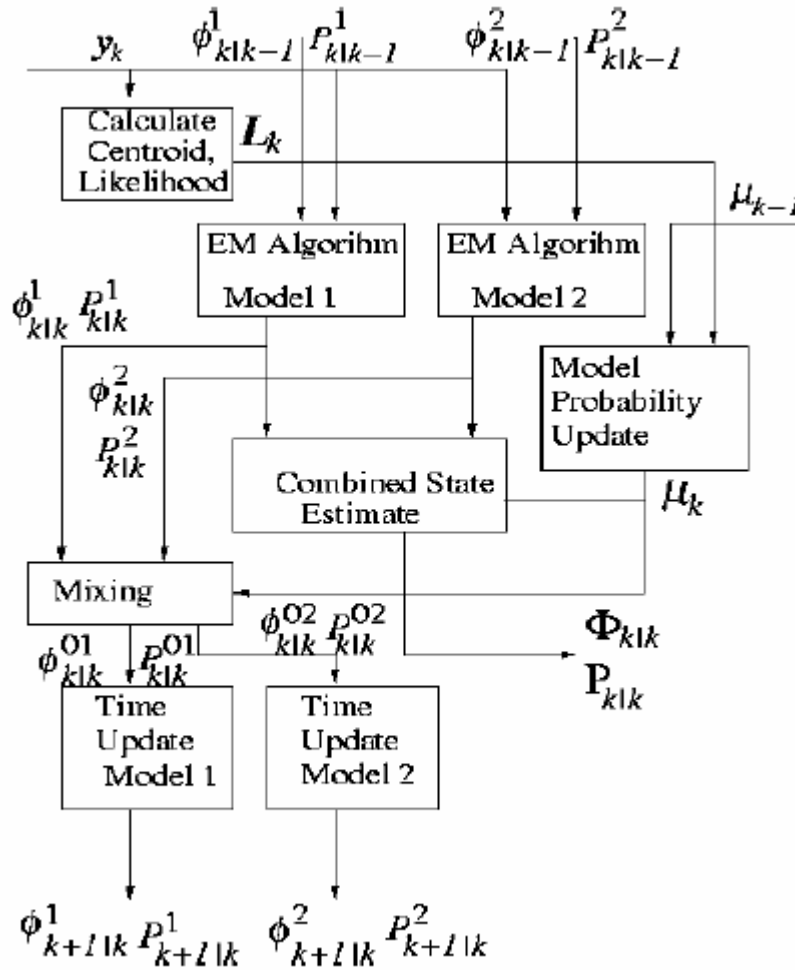 y_k
ϕ^1_{k|k-1} P^1_{k|k-1}
ϕ^2_{k|k-1} P^2_{k|k-1}
Calculate
Centroid,
Likelihood
L_k
μ_{k-1}
EM Algorihm
Model 1
EM Algorihm
Model 2
ϕ^1_{k|k} P^1_{k|k}
ϕ^2_{k|k}
P^2_{k|k}
Model
Probability
Update
Combined State
Estimate
μ_k
Mixing
ϕ^{O1}_{k|k} P^{O1}_{k|k}
ϕ^{O2}_{k|k} P^{O2}_{k|k}
Φ_{k|k}
P_{k|k}
Time
Update
Model 1
Time
Update
Model 2
ϕ^1_{k+1|k} P^1_{k+1|k}
ϕ^2_{k+1|k} P^2_{k+1|k}